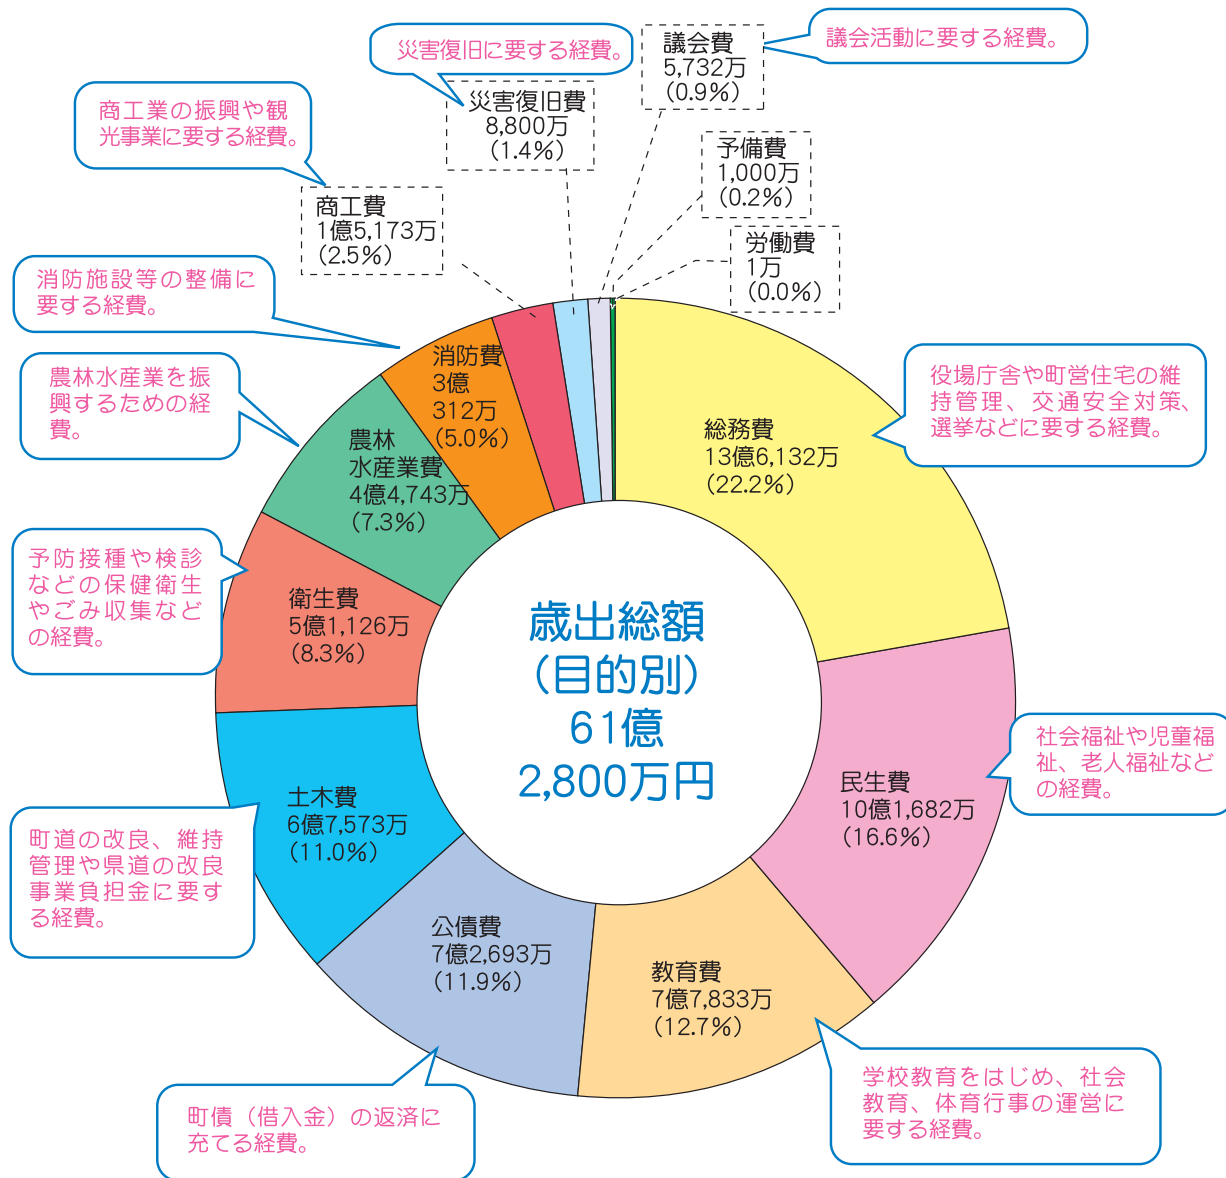 災害復旧に要する経費。
議会費
5,732万
(0.9%)
議会活動に要する経費。
商工業の振興や観
光事業に要する経費。
災害復旧費
8,800万
(1.4%)
予備費
1,000万
(0.2%)
商工費
1億5,173万
(2.5%)
労働費
1万
(0.0%)
消防施設等の整備に
要する経費。
消防費
3億
312万
(5.0%)
農林水産業を振
興するための経
費。
農林
水産業費
4億4,743万
(7.3%)
総務費
13億6,132万
(22.2%)
役場庁舎や町営住宅の維
持管理、交通安全対策、
選挙などに要する経費。
予防接種や検診
などの保健衛生
やごみ収集など
の経費。
衛生費
5億1,126万
(8.3%)
歳出総額
(目的別)
61億
2,800万円
民生費
10億1,682万
(16.6%)
社会福祉や児童福
祉、老人福祉など
の経費。
土木費
6億7,573万
(11.0%)
町道の改良、維持
管理や県道の改良
事業負担金に要す
る経費。
公債費
7億2,693万
(11.9%)
教育費
7億7,833万
(12.7%)
町債（借入金）の返済に
充てる経費。
学校教育をはじめ、社会
教育、体育行事の運営に
要する経費。